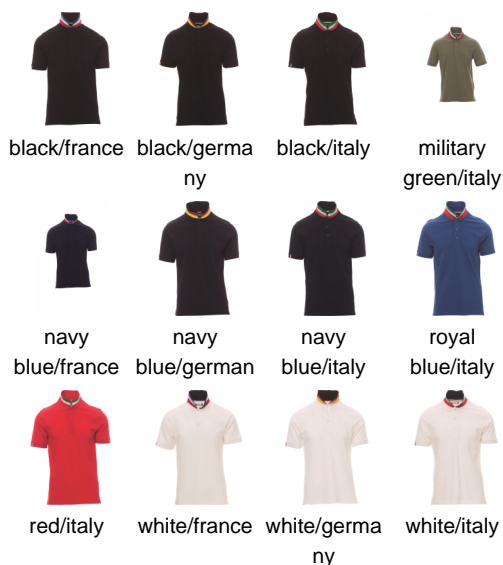 black/france black/germa black/italy military
ny green/italy
navy navy navy royal
blue/france blue/german blue/italy blue/italy
red/italy white/france white/germa white/italy
ny